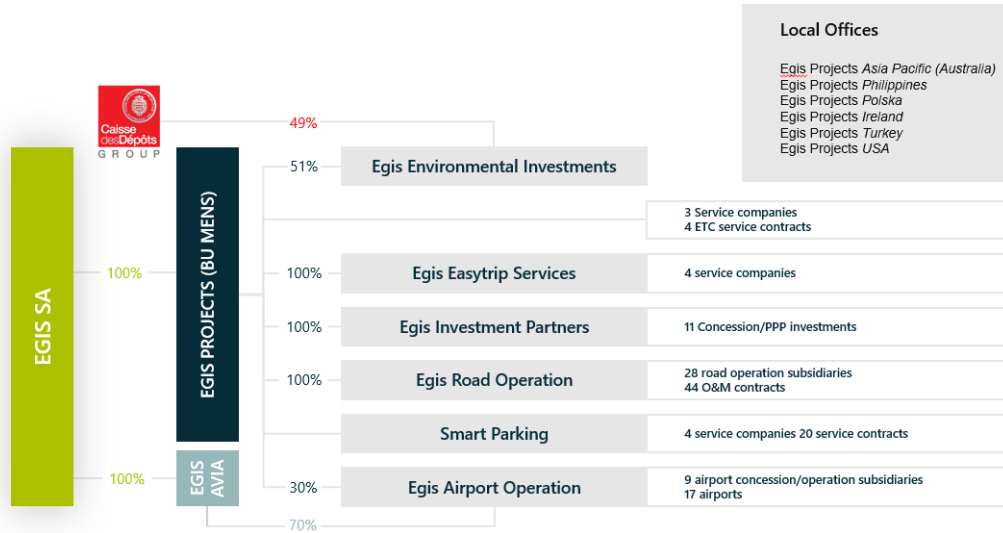 Local Offices
Egis Projects Asia Pacific (Australia)
Egis Projects Philippines
Egis Projects Polska
Egis Projects Ireland
Egis Projects Turkey
Egis Projects USA
Caisse
desDépôts
GROUP
49%
51%
Egis Environmental Investments
3 Service companies
4 ETC service contracts
EGIS SA
100%
EGIS PROJECTS (BU MENS)
100%
Egis Easytrip Services
4 service companies
100%
Egis Investment Partners
11 Concession/PPP investments
100%
Egis Road Operation
28 road operation subsidiaries
44 O&M contracts
Smart Parking
4 service companies 20 service contracts
100%
EGIS
AVIA
30%
Egis Airport Operation
9 airport concession/operation subsidiaries
17 airports
70%